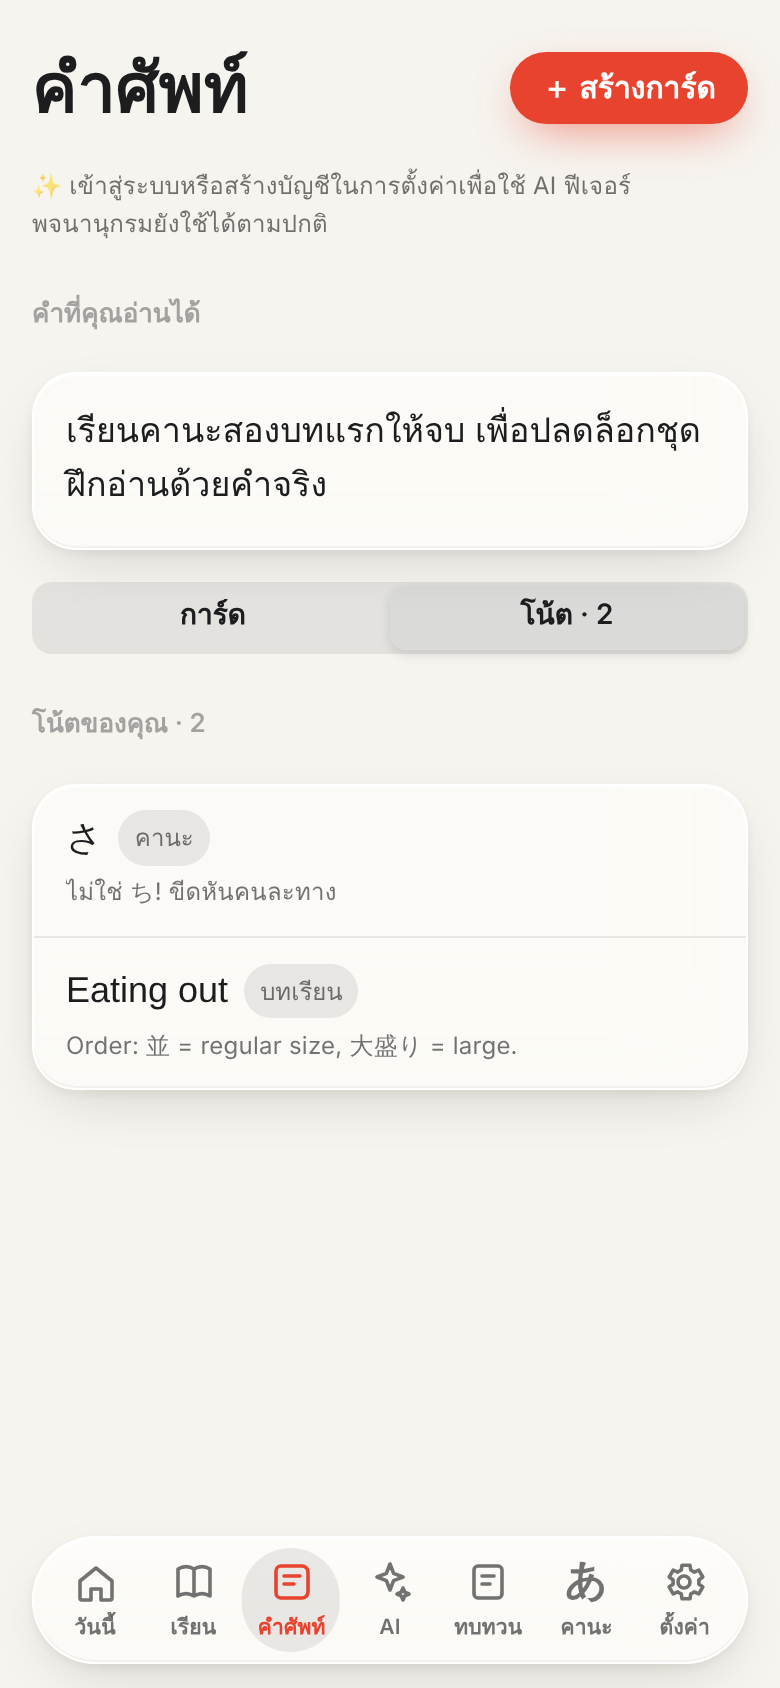 คำศัพท์
+ สร้างการ์ด
✨ เข้าสู่ระบบหรือสร้างบัญชีในการตั้งค่าเพื่อใช้ AI ฟีเจอร์
พจนานุกรมยังใช้ได้ตามปกติ
คำที่คุณอ่านได้
เรียนคานะสองบทแรกให้จบ เพื่อปลดล็อกชุด
ฝึกอ่านด้วยคำจริง
การ์ด
โน้ต · 2
โน้ตของคุณ · 2
さ คานะ
ไม่ใช่ ち! ขีดหันคนละทาง
Eating out บทเรียน
Order: 並 = regular size, 大盛り = large.
วันนี้
เรียน
คำศัพท์
AI
ทบทวน
あ
คานะ
ตั้งค่า